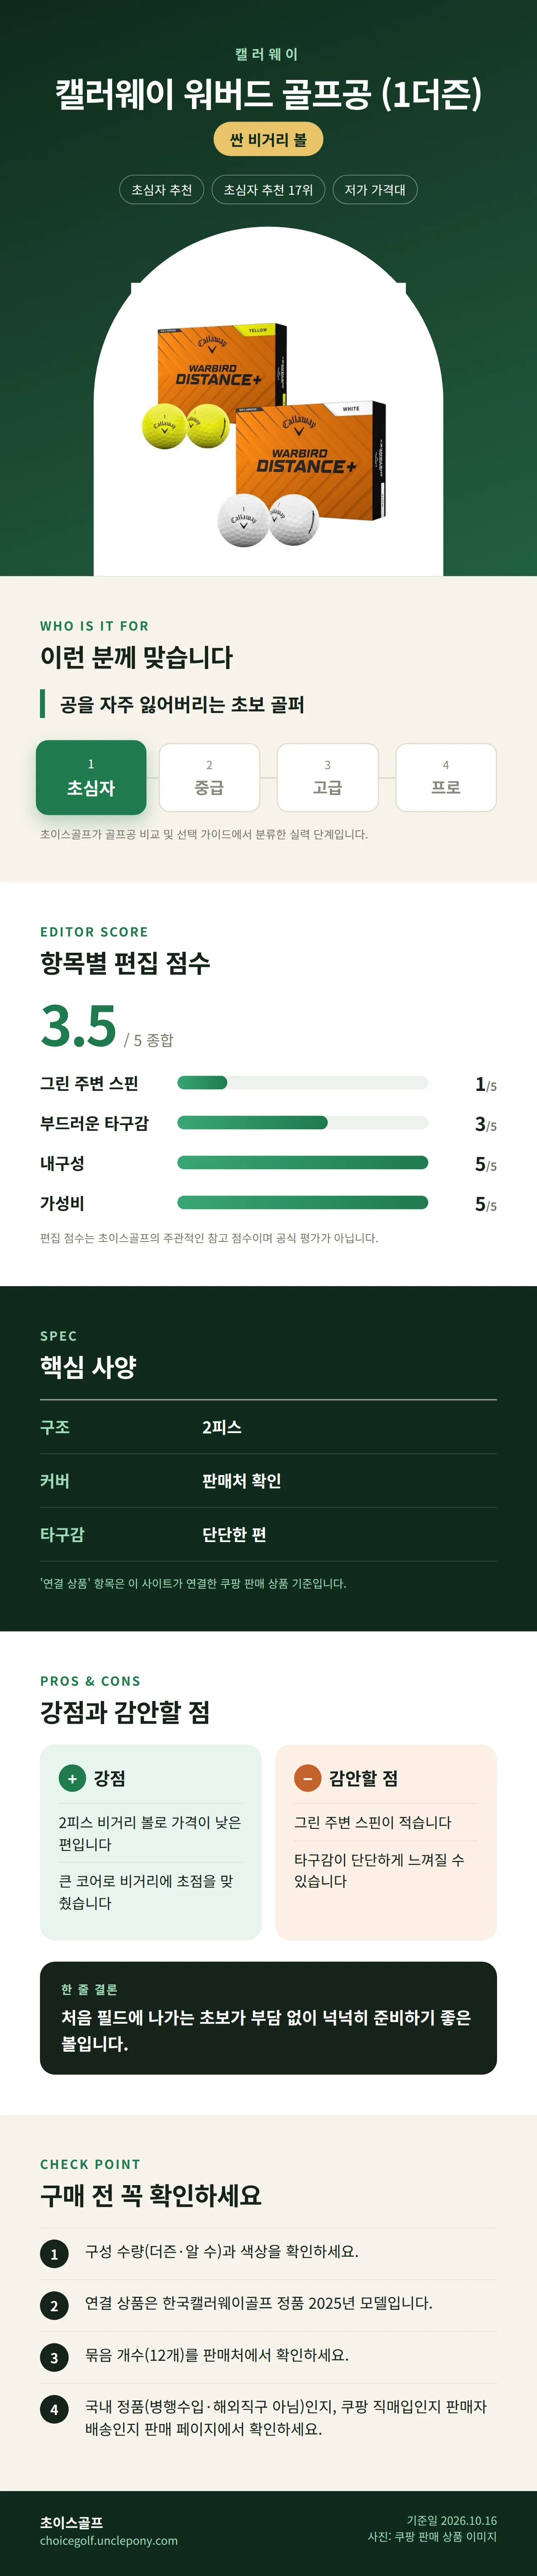 캘러웨이
캘러웨이 워버드 골프공 (1더즌)
싼 비거리 볼
초심자 추천
초심자 추천 17위
저가 가격대
YELLOW
Callaway
WARBIRD
DISTANCE+
WHITE
Callaway
WARBIRD
DISTANCE+
Callaway
Callaway
WHO IS IT FOR
이런 분께 맞습니다
공을 자주 잃어버리는 초보 골퍼
1
초심자
2
중급
3
고급
4
프로
초이스골프가 골프공 비교 및 선택 가이드에서 분류한 실력 단계입니다.
EDITOR SCORE
항목별 편집 점수
3.5 / 5 종합
그린 주변 스핀 1/5
부드러운 타구감 3/5
내구성 5/5
가성비 5/5
편집 점수는 초이스골프의 주관적인 참고 점수이며 공식 평가가 아닙니다.
SPEC
핵심 사양
구조 2피스
커버 판매처 확인
타구감 단단한 편
'연결 상품' 항목은 이 사이트가 연결한 쿠팡 판매 상품 기준입니다.
PROS & CONS
강점과 감안할 점
+ 강점
2피스 비거리 볼로 가격이 낮은
편입니다
큰 코어로 비거리에 초점을 맞
췄습니다
− 감안할 점
그린 주변 스핀이 적습니다
타구감이 단단하게 느껴질 수
있습니다
한 줄 결론
처음 필드에 나가는 초보가 부담 없이 넉넉히 준비하기 좋은
볼입니다.
CHECK POINT
구매 전 꼭 확인하세요
1 구성 수량(더즌·알 수)과 색상을 확인하세요.
2 연결 상품은 한국캘러웨이골프 정품 2025년 모델입니다.
3 묶음 개수(12개)를 판매처에서 확인하세요.
4 국내 정품(병행수입·해외직구 아님)인지, 쿠팡 직매입인지 판매자
배송인지 판매 페이지에서 확인하세요.
초이스골프
choicegolf.unclepony.com
기준일 2026.10.16
사진: 쿠팡 판매 상품 이미지